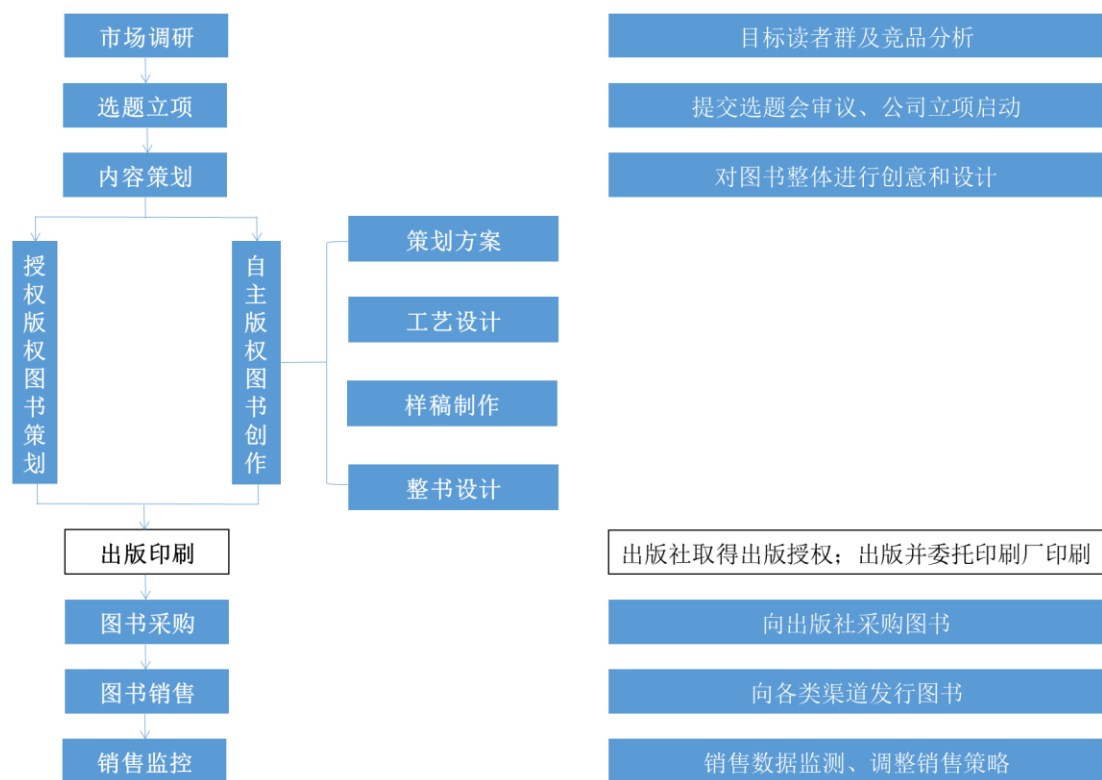 市场调研
目标读者群及竞品分析
选题立项
提交选题会审议、公司立项启动
内容策划
对图书整体进行创意和设计
授权版权图书策划
自主版权图书创作
策划方案
工艺设计
样稿制作
整书设计
出版印刷
出版社取得出版授权；出版并委托印刷厂印刷
图书采购
向出版社采购图书
图书销售
向各类渠道发行图书
销售监控
销售数据监测、调整销售策略